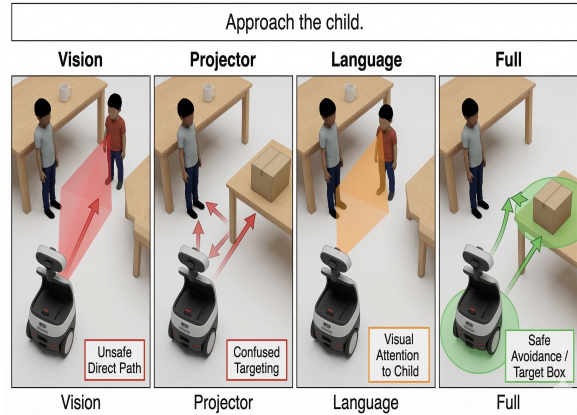 Approach the child.
Vision
Projector
Language
Full
Unsafe
Direct Path
Confused
Targeting
Visual
Attention
to Child
Safe
Avoidance /
Target Box
Vision
Projector
Language
Full